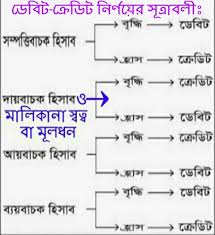 ডেবিট-ক্রেডিট নির্ণয়ের সূত্রাবলীঃ
বৃদ্ধি ডেবিট
সম্পত্তিবাচক হিসাব
হ্রাস ক্রেডিট
হ্রাস ডেবিট
দায়বাচক হিসাব ও
মালিকানা স্বত্ব
বা মূলধন
বৃদ্ধি ক্রেডিট
হ্রাস ডেবিট
আয়বাচক হিসাব
বৃদ্ধি ক্রেডিট
বৃদ্ধি ডেবিট
ব্যয়বাচক হিসাব
হ্রাস ক্রেডিট